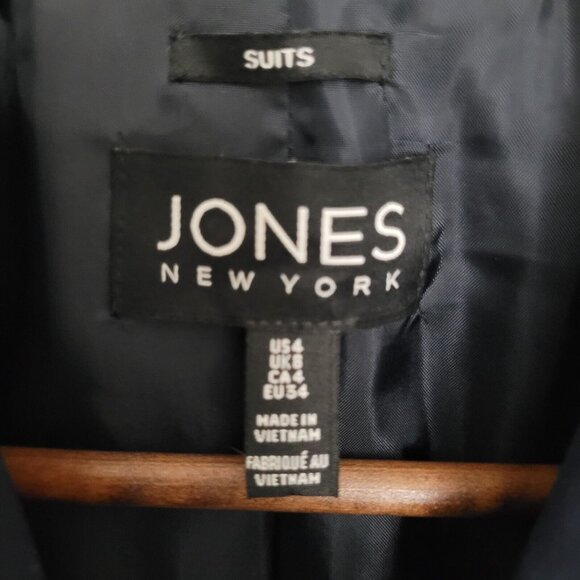 SUITS
JONES
NEW YORK
US4
UK8
CA4
EU34
MADE IN
VIETNAM
FABRIQUÉ AU
VIETNAM